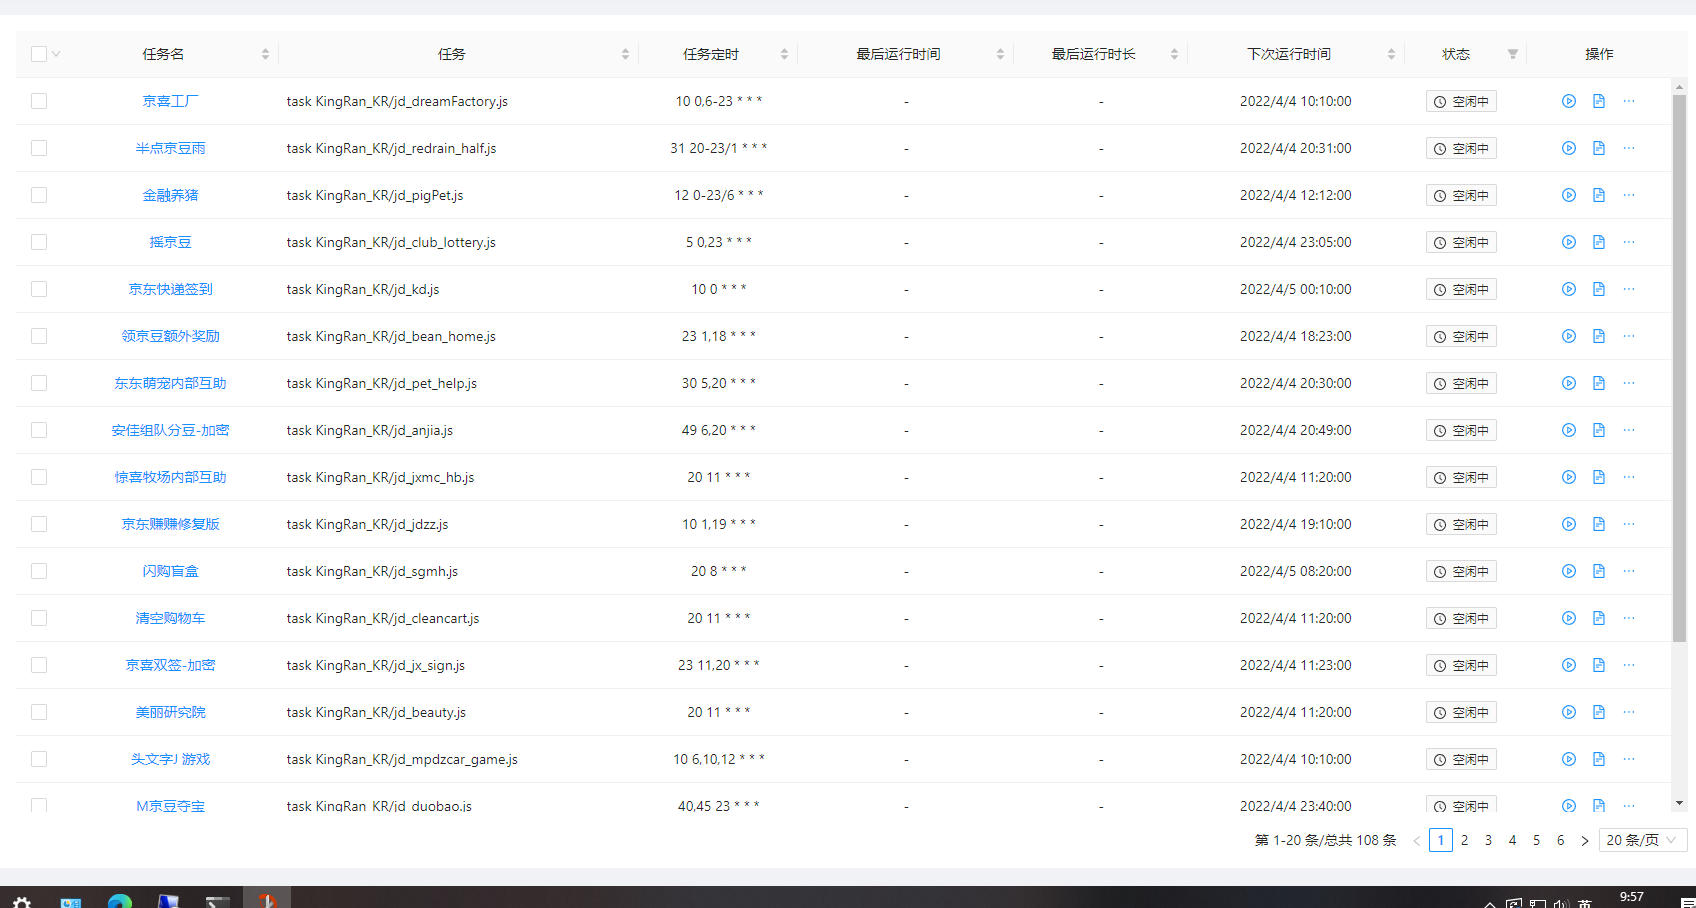 任务名 任务 任务定时 最后运行时间 最后运行时长 下次运行时间 状态 操作
京喜工厂 task KingRan_KR/jd_dreamFactory.js 10 0,6-23 * * * - - 2022/4/4 10:10:00 空闲中 ...
半点京豆雨 task KingRan_KR/jd_redrain_half.js 31 20-23/1 * * * - - 2022/4/4 20:31:00 空闲中 ...
金融养猪 task KingRan_KR/jd_pigPet.js 12 0-23/6 * * * - - 2022/4/4 12:12:00 空闲中 ...
摇京豆 task KingRan_KR/jd_club_lottery.js 5 0,23 * * * - - 2022/4/4 23:05:00 空闲中 ...
京东快递签到 task KingRan_KR/jd_kd.js 10 0 * * * - - 2022/4/5 00:10:00 空闲中 ...
领京豆额外奖励 task KingRan_KR/jd_bean_home.js 23 1,18 * * * - - 2022/4/4 18:23:00 空闲中 ...
东东萌宠内部互助 task KingRan_KR/jd_pet_help.js 30 5,20 * * * - - 2022/4/4 20:30:00 空闲中 ...
安佳组队分豆-加密 task KingRan_KR/jd_anjia.js 49 6,20 * * * - - 2022/4/4 20:49:00 空闲中 ...
惊喜牧场内部互助 task KingRan_KR/jd_jxmc_hb.js 20 11 * * * - - 2022/4/4 11:20:00 空闲中 ...
京东赚赚修复版 task KingRan_KR/jd_jdzz.js 10 1,19 * * * - - 2022/4/4 19:10:00 空闲中 ...
闪购盲盒 task KingRan_KR/jd_sgmh.js 20 8 * * * - - 2022/4/5 08:20:00 空闲中 ...
清空购物车 task KingRan_KR/jd_cleancart.js 20 11 * * * - - 2022/4/4 11:20:00 空闲中 ...
京喜双签-加密 task KingRan_KR/jd_jx_sign.js 23 11,20 * * * - - 2022/4/4 11:23:00 空闲中 ...
美丽研究院 task KingRan_KR/jd_beauty.js 20 11 * * * - - 2022/4/4 11:20:00 空闲中 ...
头文字J 游戏 task KingRan_KR/jd_mpdzcar_game.js 10 6,10,12 * * * - - 2022/4/4 10:10:00 空闲中 ...
M京豆夺宝 task KingRan_KR/jd_duobao.js 40,45 23 * * * - - 2022/4/4 23:40:00 空闲中 ...
第 1-20 条/总共 108 条 < 1 2 3 4 5 6 > 20 条/页
英 9:57